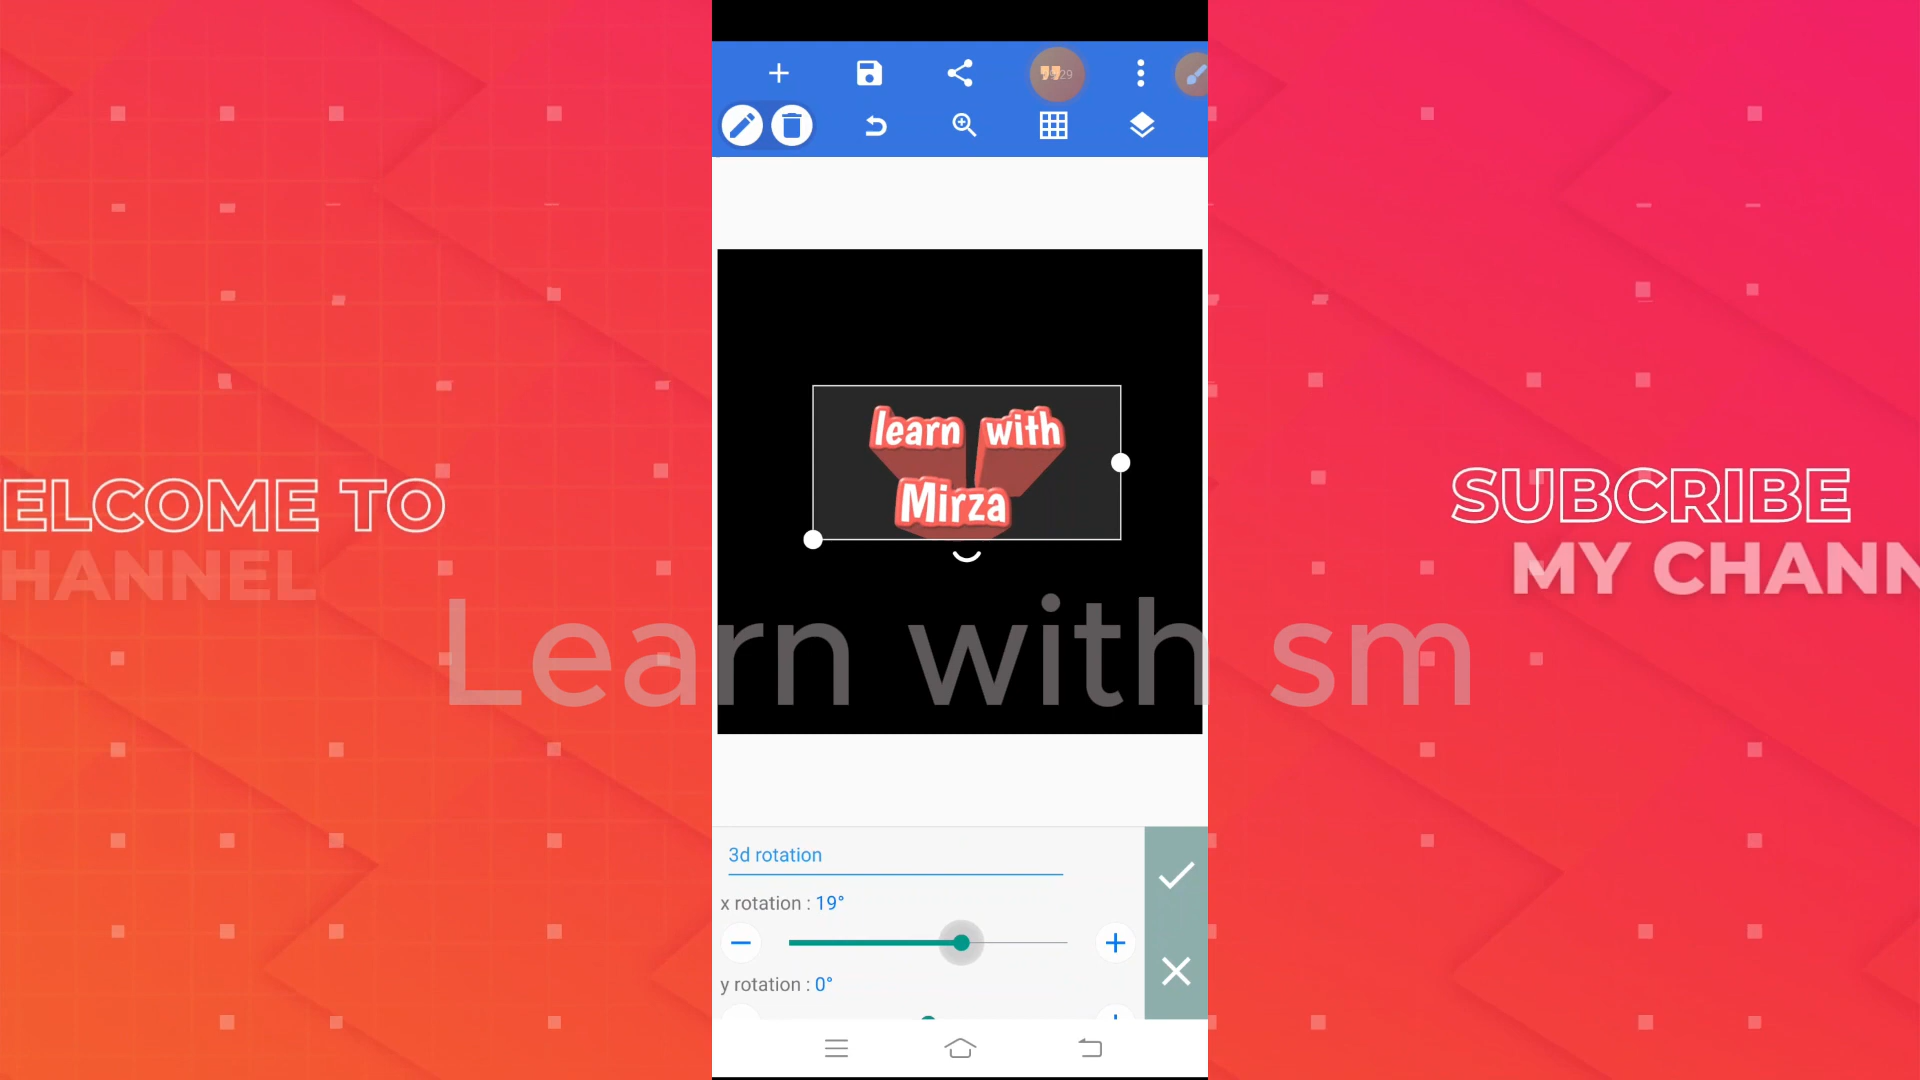 learn with
Mirza
ELCOME TO
HANNEL
SUBCRIBE
MY CHANN
Learn with sm
3d rotation
x rotation : 19°
y rotation : 0°